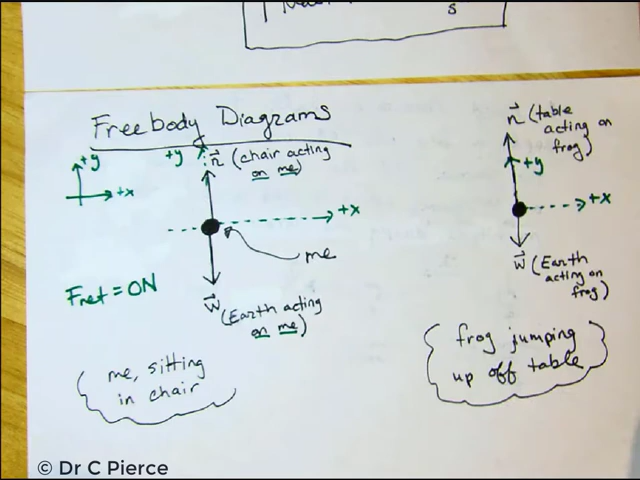 s
Freebody Diagrams
+y
+x
+y
n (chair acting
on me)
+x
me
w
(Earth acting
on me)
Fnet = 0N
me, sitting
in chair
n (table
acting on
frog)
+y
+x
w (Earth
acting on
frog)
frog jumping
up off table
© Dr C Pierce